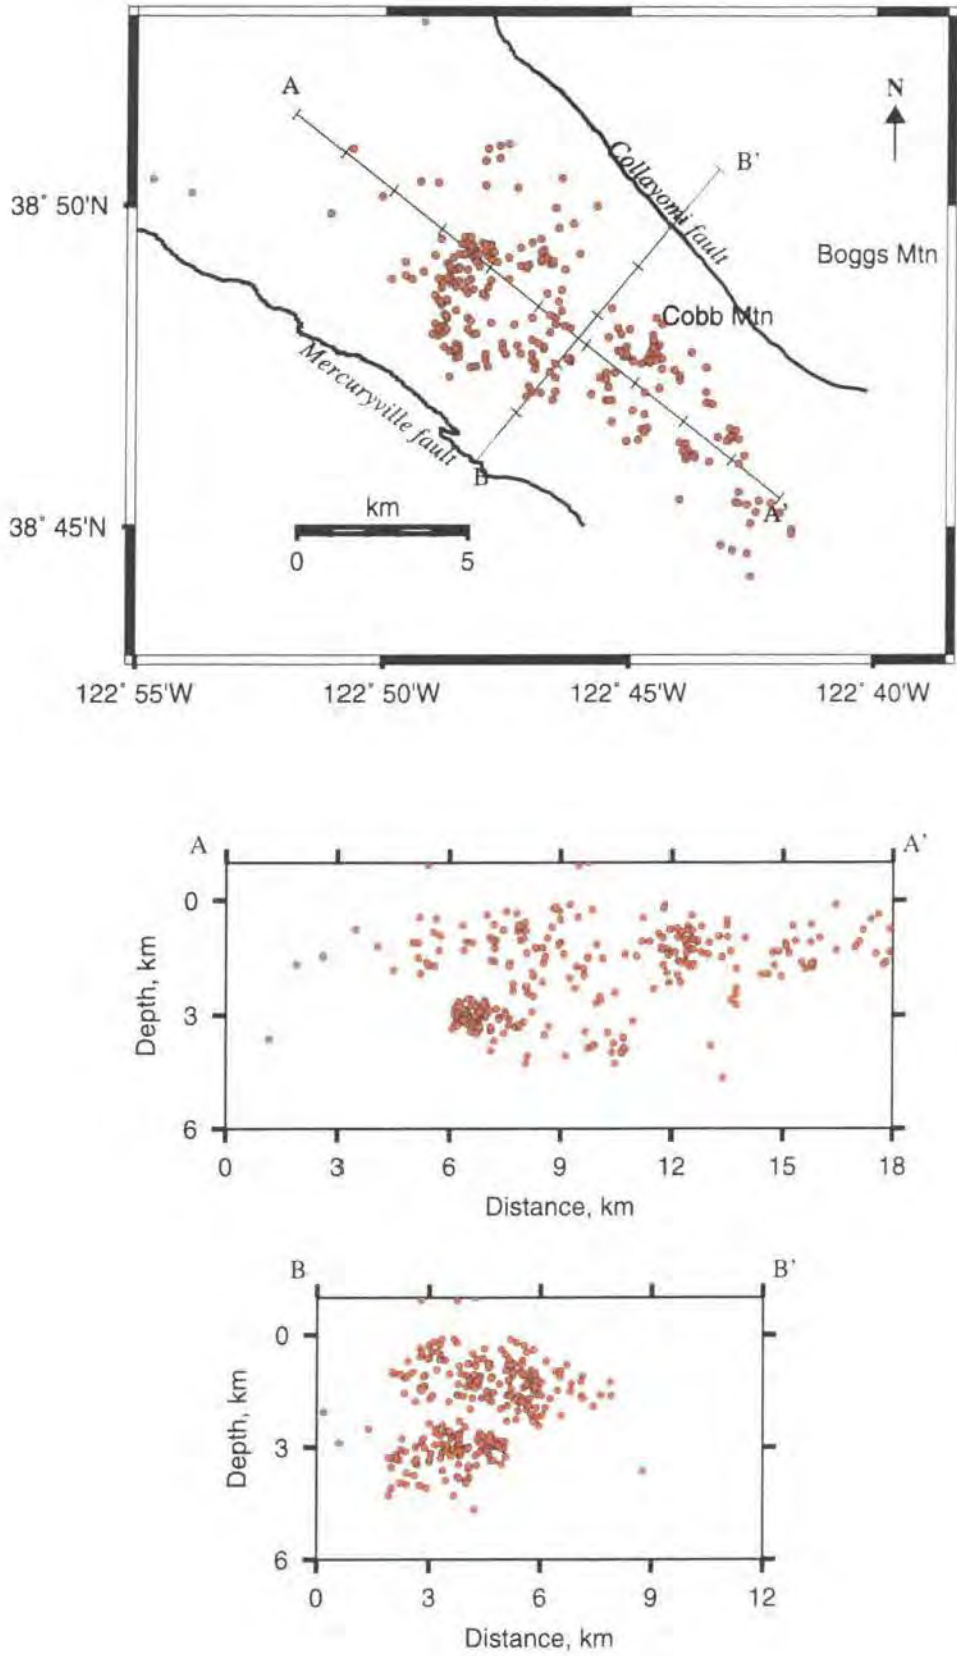 A
N
B'
Collayomi fault
38° 50'N
Boggs Mtn
Cobb Mtn
Mercuryville fault
B
A'
km
38° 45'N
0 5
122° 55'W 122° 50'W 122° 45'W 122° 40'W
A A'
0
3
6
Depth, km
0 3 6 9 12 15 18
Distance, km
B B'
0
3
6
Depth, km
0 3 6 9 12
Distance, km